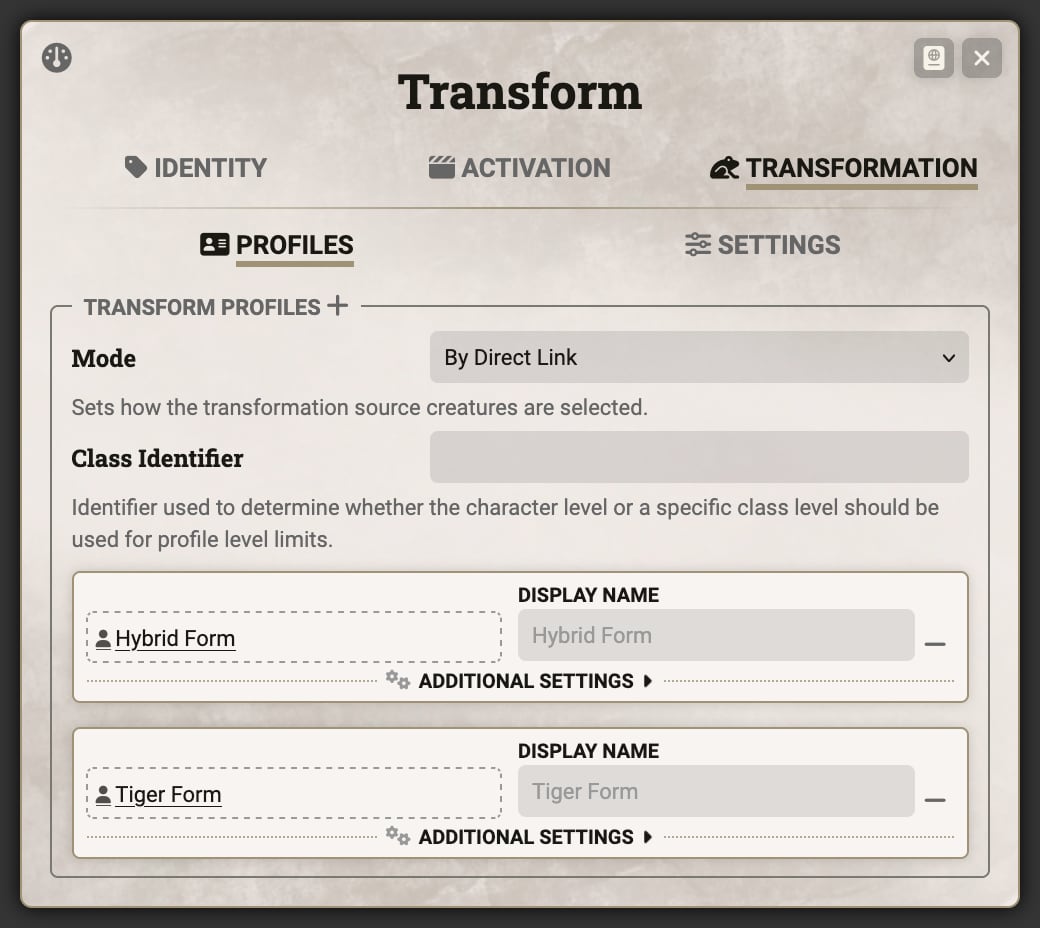 Transform
IDENTITY
ACTIVATION
TRANSFORMATION
PROFILES
SETTINGS
TRANSFORM PROFILES
Mode
By Direct Link
Sets how the transformation source creatures are selected.
Class Identifier
Identifier used to determine whether the character level or a specific class level should be
used for profile level limits.
DISPLAY NAME
Hybrid Form
Hybrid Form
ADDITIONAL SETTINGS
DISPLAY NAME
Tiger Form
Tiger Form
ADDITIONAL SETTINGS